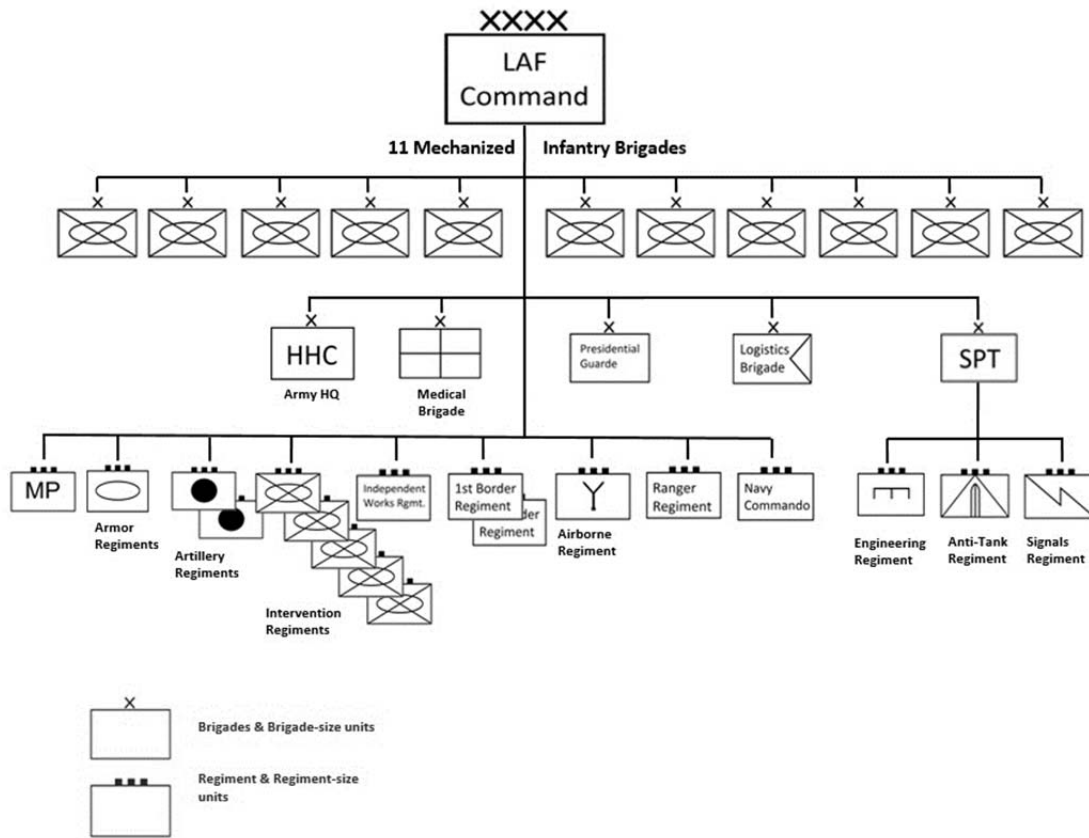 XXXX
LAF
Command
11 Mechanized Infantry Brigades
X X X X X X X X X X X
X X X X X
HHC
Presidential
Guarde
Logistics
Brigade
SPT
Army HQ
Medical
Brigade
MP
Independent
Works Rgmt.
1st Border
Regiment
Regiment
Ranger
Regiment
Navy
Commando
Armor
Regiments
Artillery
Regiments
Intervention
Regiments
Airborne
Regiment
Engineering
Regiment
Anti-Tank
Regiment
Signals
Regiment
X
Brigades & Brigade-size units
Regiment & Regiment-size
units